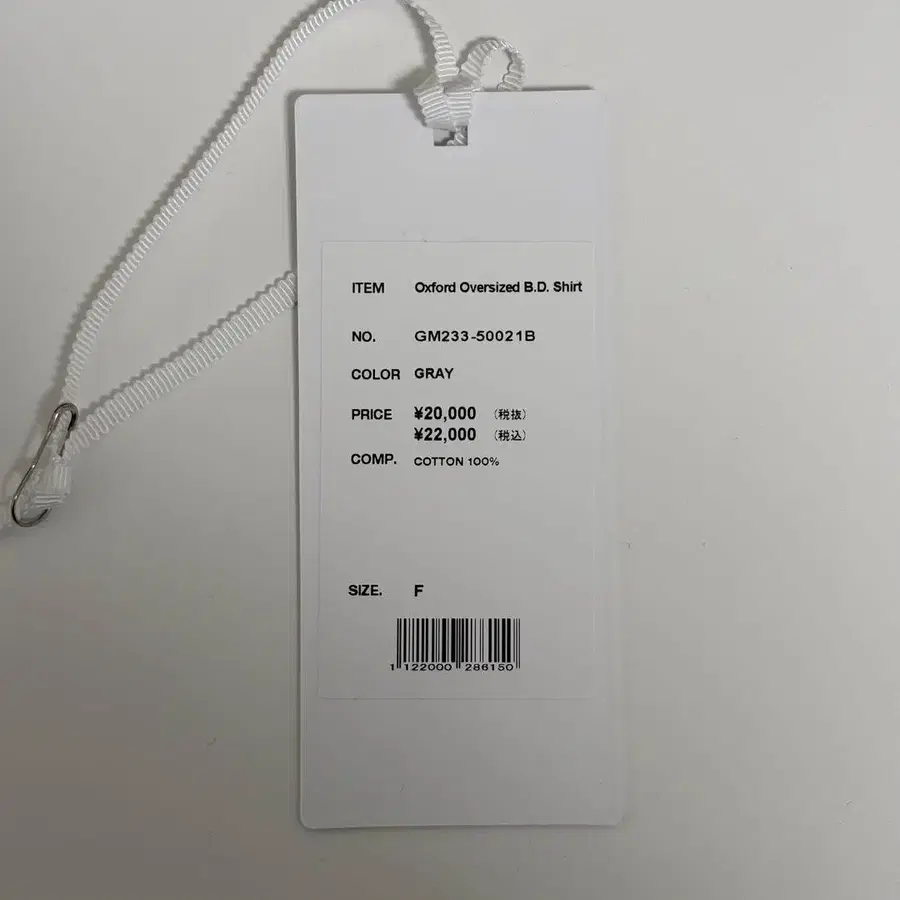 ITEM Oxford Oversized B.D. Shirt
NO. GM233-50021B
COLOR GRAY
PRICE ¥20,000 (税抜)
¥22,000 (税込)
COMP. COTTON 100%
SIZE. F
1 122000 286150